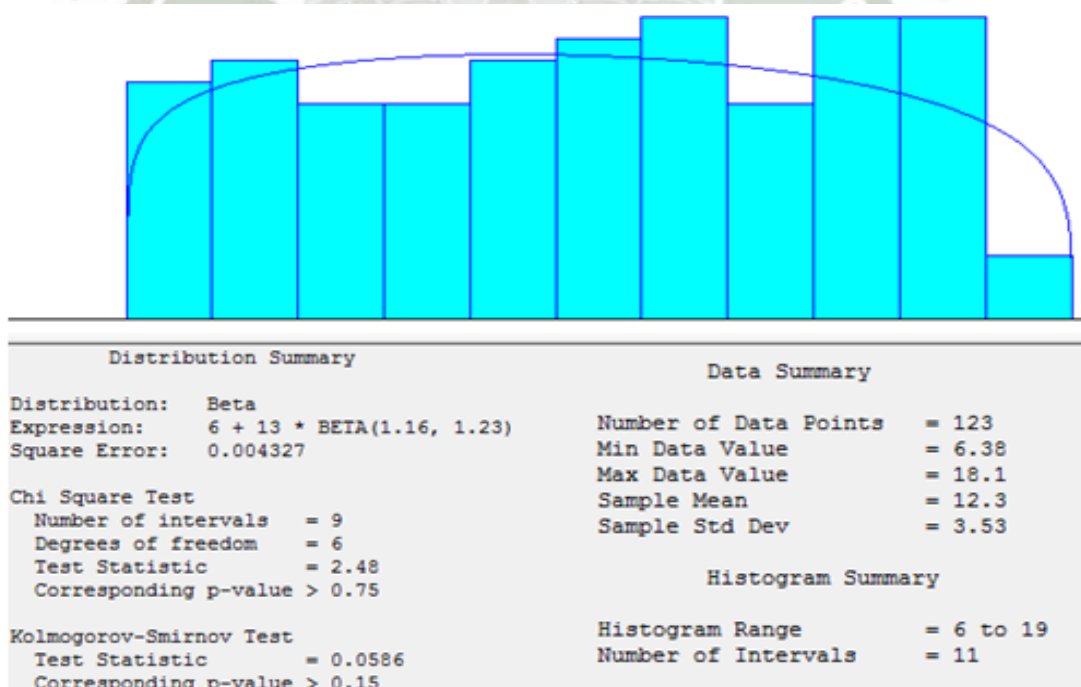 Distribution Summary
Distribution: Beta
Expression: 6 + 13 * BETA(1.16, 1.23)
Square Error: 0.004327
Chi Square Test
Number of intervals = 9
Degrees of freedom = 6
Test Statistic = 2.48
Corresponding p-value > 0.75
Kolmogorov-Smirnov Test
Test Statistic = 0.0586
Corresponding p-value > 0.15
Data Summary
Number of Data Points = 123
Min Data Value = 6.38
Max Data Value = 18.1
Sample Mean = 12.3
Sample Std Dev = 3.53
Histogram Summary
Histogram Range = 6 to 19
Number of Intervals = 11